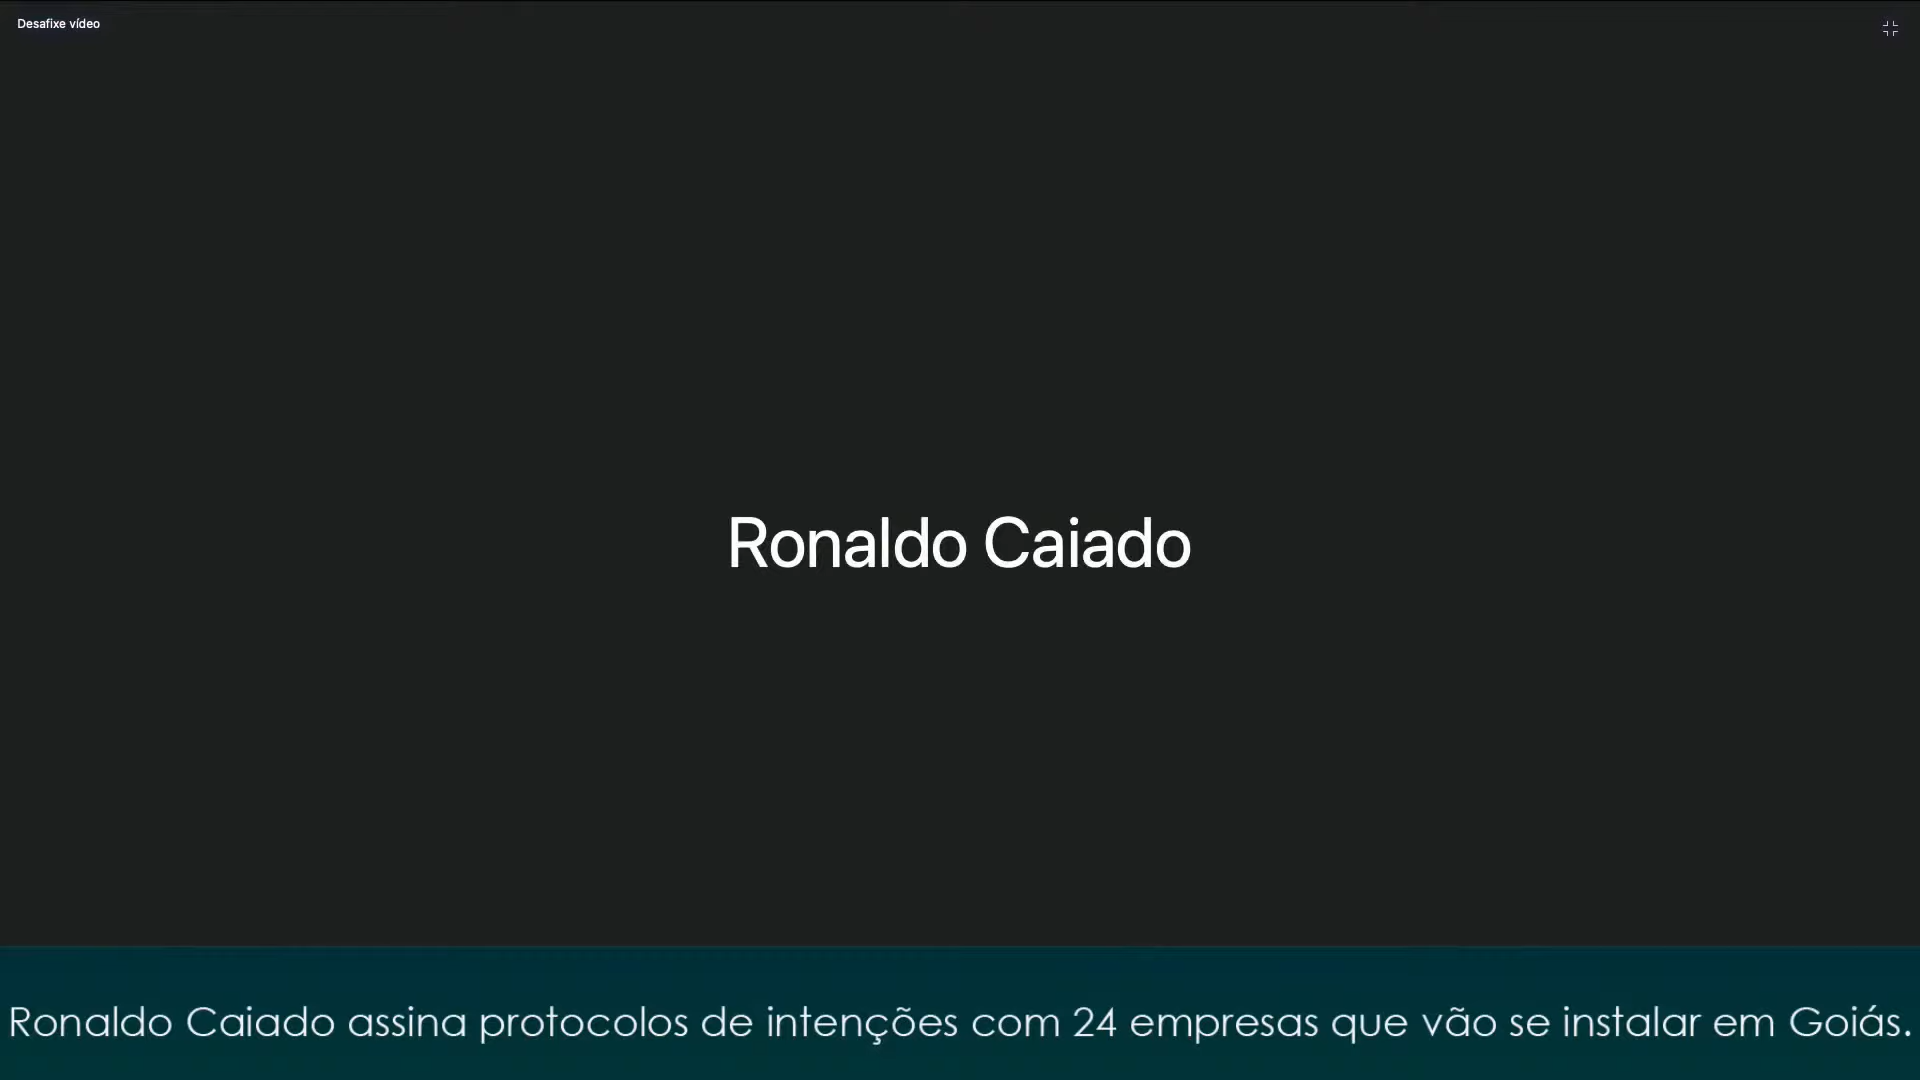 Desafixe vídeo
Ronaldo Caiado
Ronaldo Caiado assina protocolos de intenções com 24 empresas que vão se instalar em Goiás.